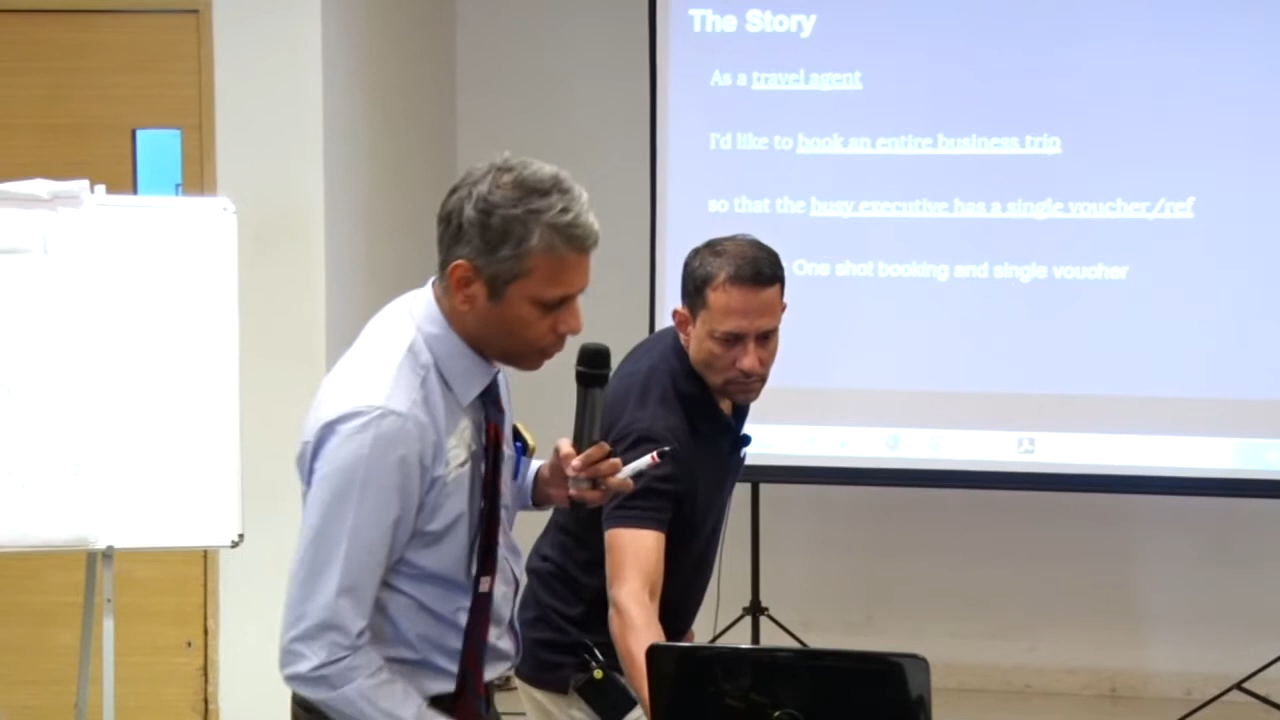 The Story
As a travel agent
I'd like to book an entire business trip
so that the busy executive has a single voucher/ref
One shot booking and single voucher